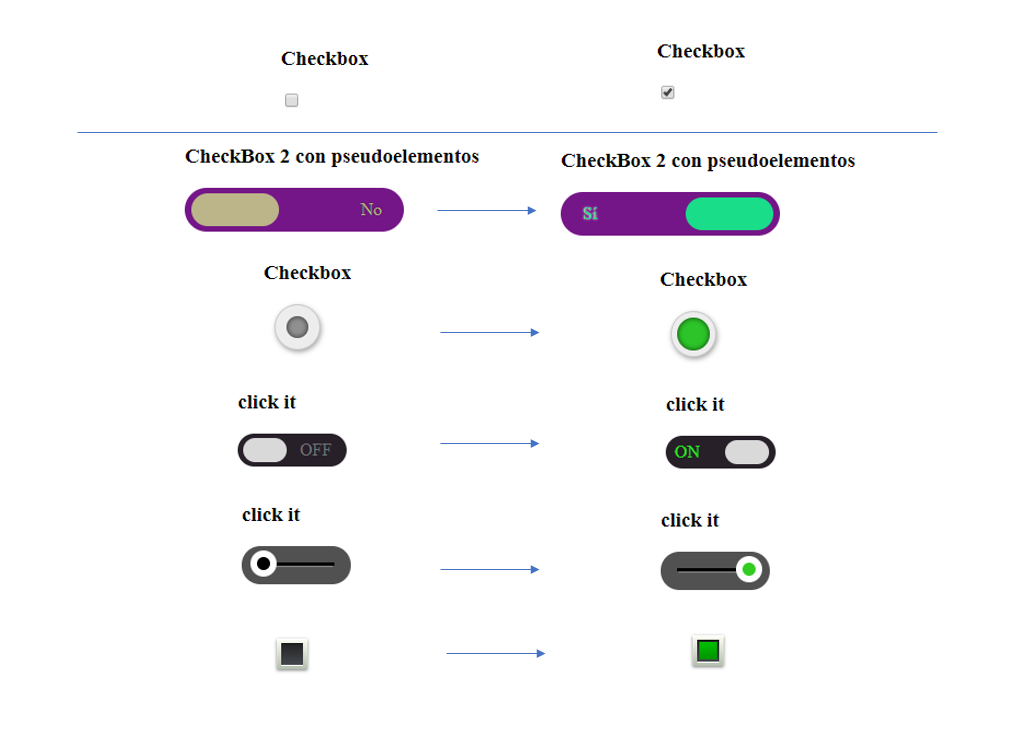 Checkbox
Checkbox
CheckBox 2 con pseudoelementos
CheckBox 2 con pseudoelementos
No
Sí
Checkbox
Checkbox
click it
click it
OFF
ON
click it
click it